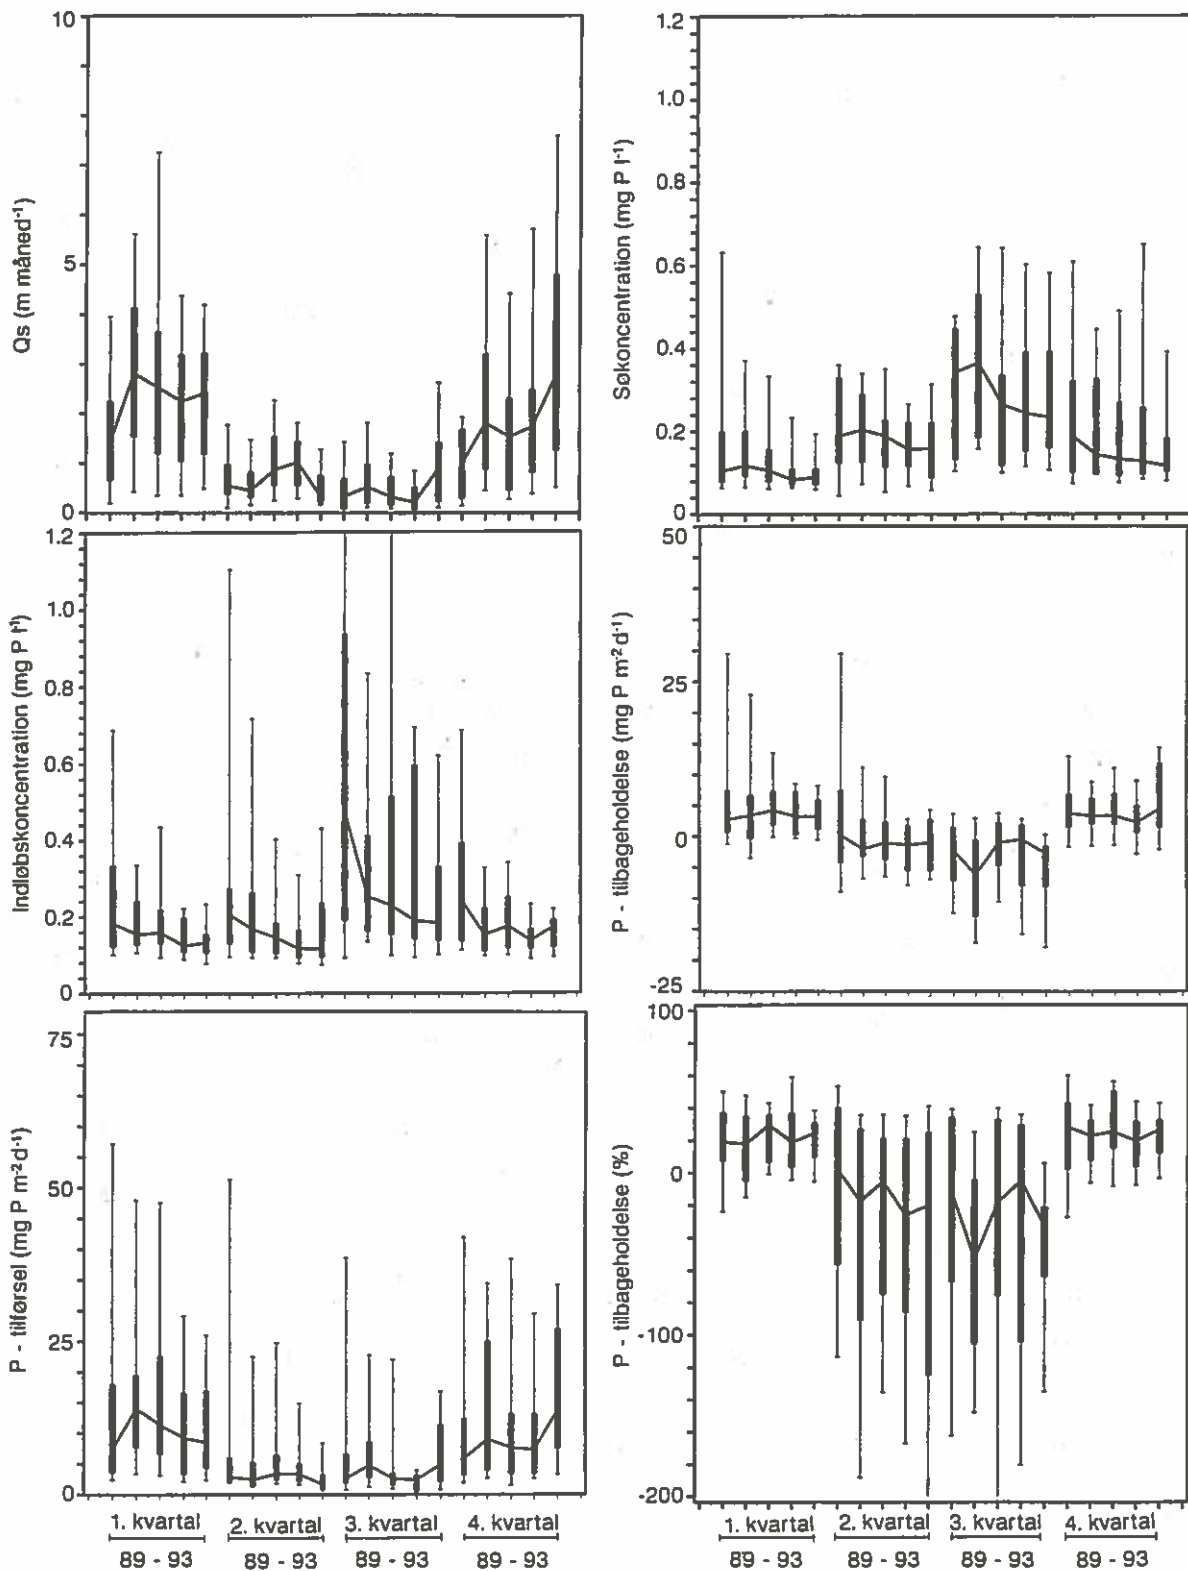 10
5
0
Qs (m måned-1)
1.2
1.0
0.8
0.6
0.4
0.2
0
Søkoncentration (mg P l-1)
1.2
1.0
0.8
0.6
0.4
0.2
0
Indløbskoncentration (mg P l-1)
50
25
0
-25
P - tilbageholdelse (mg P m-2 d-1)
75
50
25
0
P - tilførsel (mg P m-2 d-1)
1. kvartal 2. kvartal 3. kvartal 4. kvartal
89 - 93 89 - 93 89 - 93 89 - 93
100
0
-100
-200
P - tilbageholdelse (%)
1. kvartal 2. kvartal 3. kvartal 4. kvartal
89 - 93 89 - 93 89 - 93 89 - 93